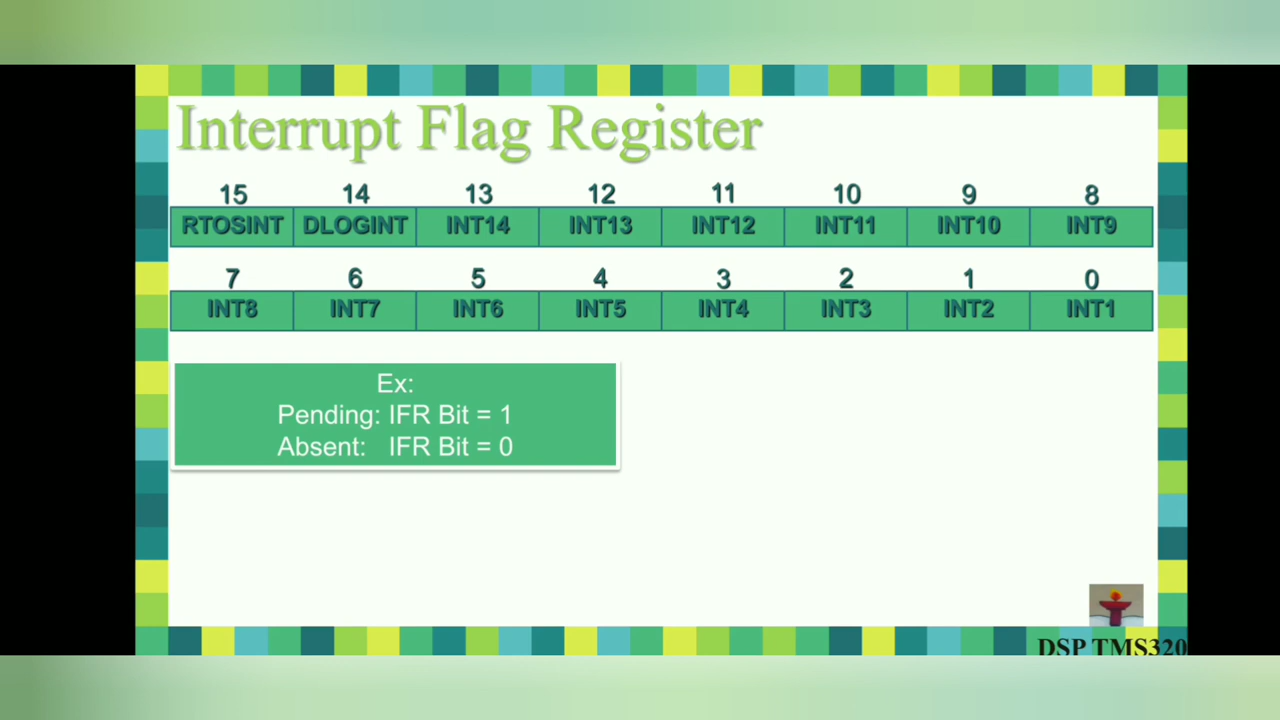 Interrupt Flag Register
15 14 13 12 11 10 9 8
RTOSINT DLOGINT INT14 INT13 INT12 INT11 INT10 INT9
7 6 5 4 3 2 1 0
INT8 INT7 INT6 INT5 INT4 INT3 INT2 INT1
Ex:
Pending: IFR Bit = 1
Absent: IFR Bit = 0
DSP TMS320